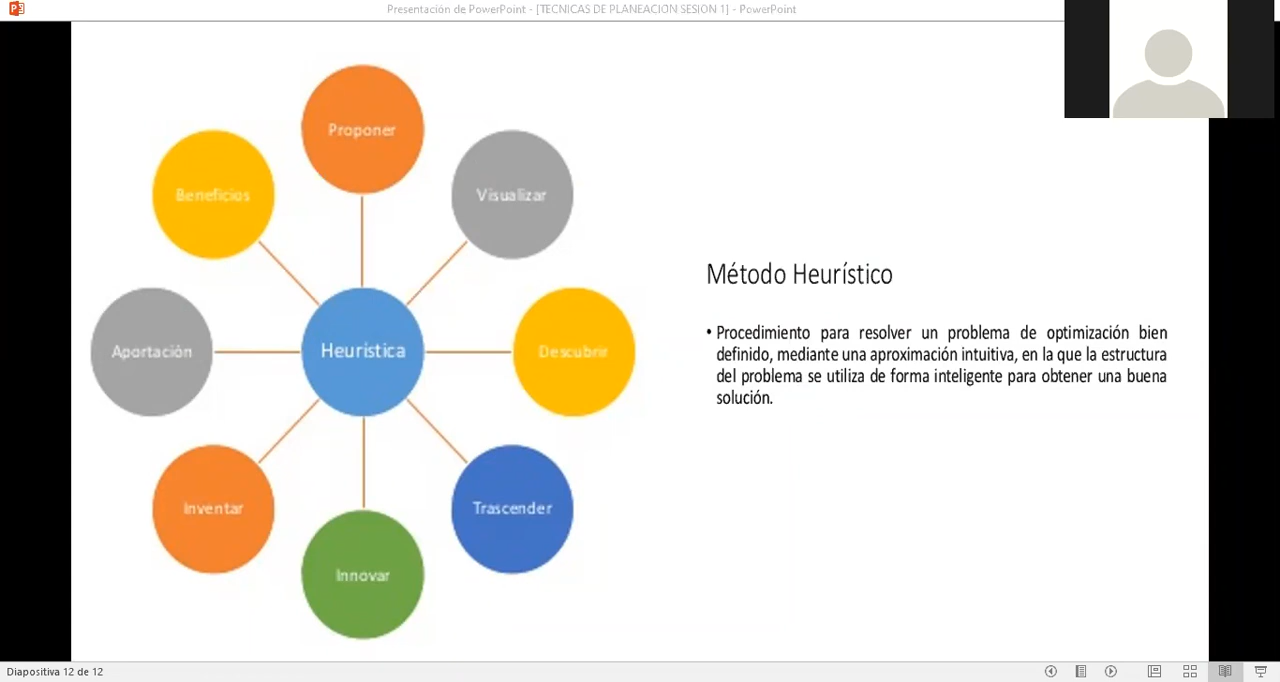 Presentación de PowerPoint - [TECNICAS DE PLANEACION SESION 1] - PowerPoint
Proponer
Beneficios
Visualizar
Aportación
Heurística
Descubrir
Inventar
Trascender
Innovar
Método Heurístico
• Procedimiento para resolver un problema de optimización bien
definido, mediante una aproximación intuitiva, en la que la estructura
del problema se utiliza de forma inteligente para obtener una buena
solución.
Diapositiva 12 de 12